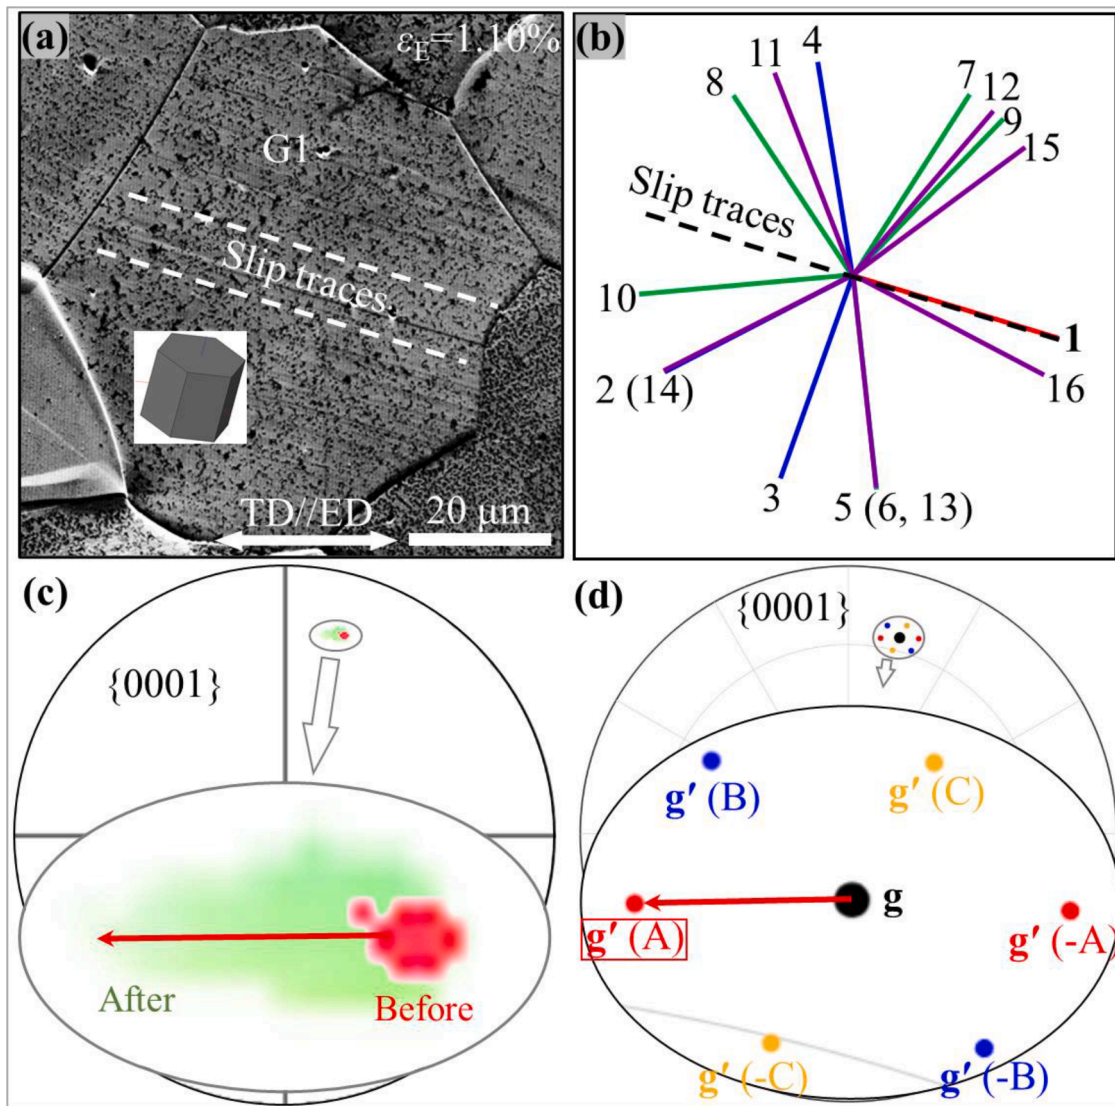 (a)
ε_E=1.10%
G1
Slip traces
TD//ED
20 μm
(b)
11
4
8
7
12
9
15
Slip traces
10
1
2 (14)
16
3
5 (6, 13)
(c)
{0001}
After
Before
(d)
{0001}
g′ (B)
g′ (C)
g
g′ (A)
g′ (-A)
g′ (-C)
g′ (-B)